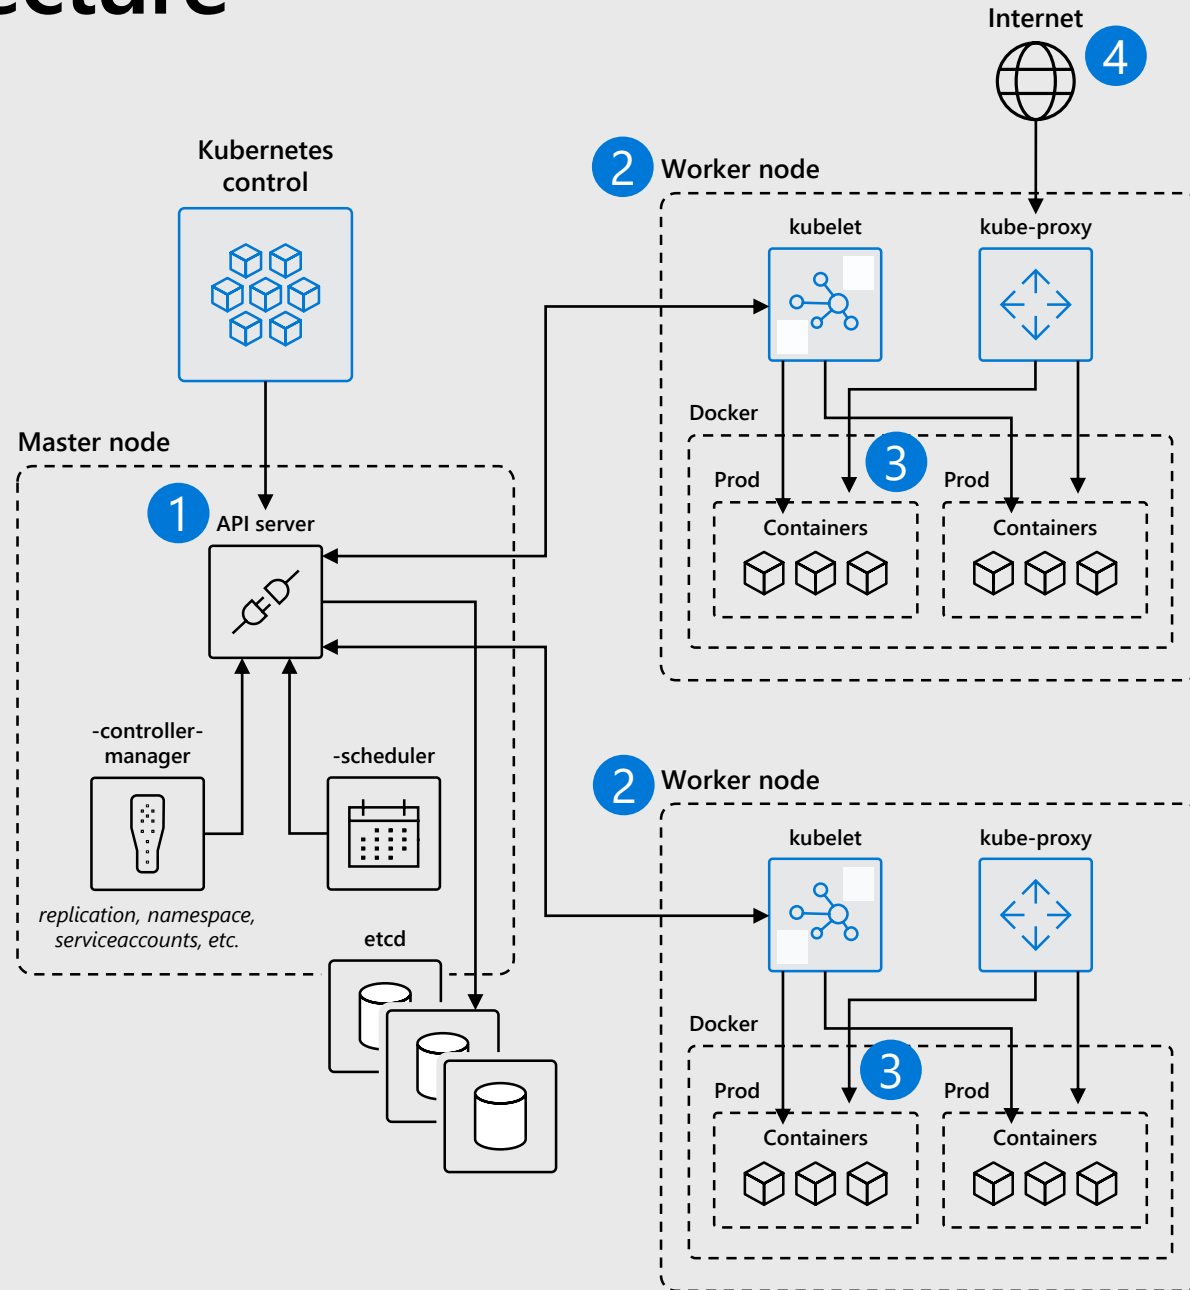 Internet
4
Kubernetes
control
2
Worker node
kubelet
kube-proxy
Docker
Master node
3
Prod
Prod
1
API server
Containers
Containers
-controller-
manager
-scheduler
2
Worker node
kubelet
kube-proxy
replication, namespace,
serviceaccounts, etc.
etcd
Docker
3
Prod
Prod
Containers
Containers